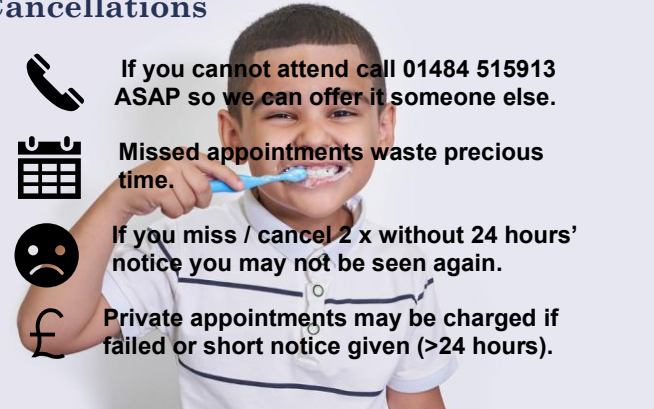 Cancellations
If you cannot attend call 01484 515913
ASAP so we can offer it someone else.
Missed appointments waste precious
time.
If you miss / cancel 2 x without 24 hours’
notice you may not be seen again.
£
Private appointments may be charged if
failed or short notice given (>24 hours).